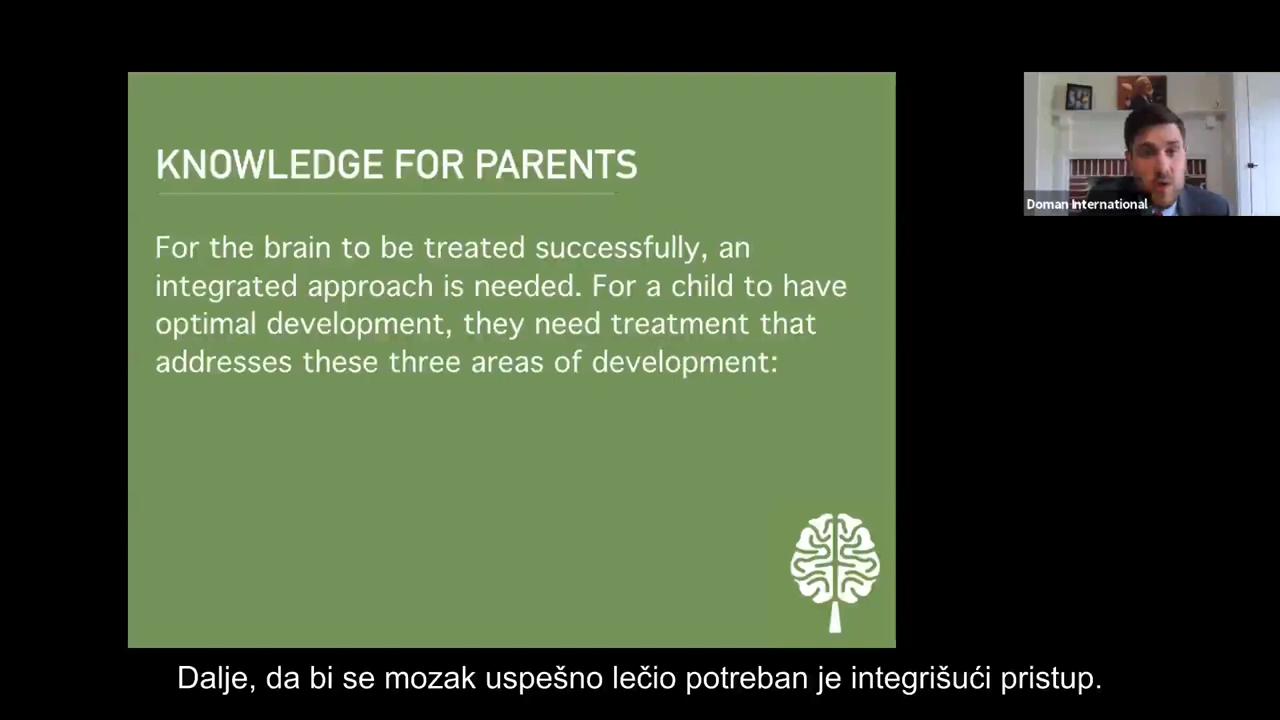 KNOWLEDGE FOR PARENTS
For the brain to be treated successfully, an
integrated approach is needed. For a child to have
optimal development, they need treatment that
addresses these three areas of development:
Doman International
Dalje, da bi se mozak uspešno lečio potreban je integrišući pristup.